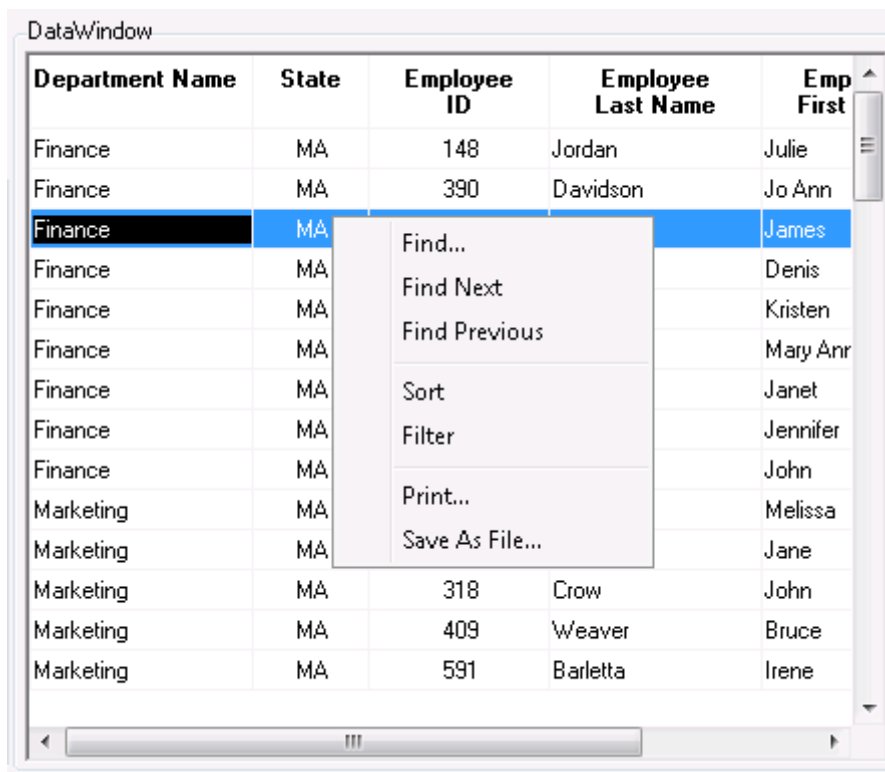 DataWindow
Department Name State Employee ID Employee Last Name Emp First
Finance MA 148 Jordan Julie
Finance MA 390 Davidson Jo Ann
Finance MA James
Finance MA Denis
Finance MA Kristen
Finance MA Mary Anr
Finance MA Janet
Finance MA Jennifer
Finance MA John
Marketing MA Melissa
Marketing MA Jane
Marketing MA 318 Crow John
Marketing MA 409 Weaver Bruce
Marketing MA 591 Barletta Irene
Find...
Find Next
Find Previous
Sort
Filter
Print...
Save As File...